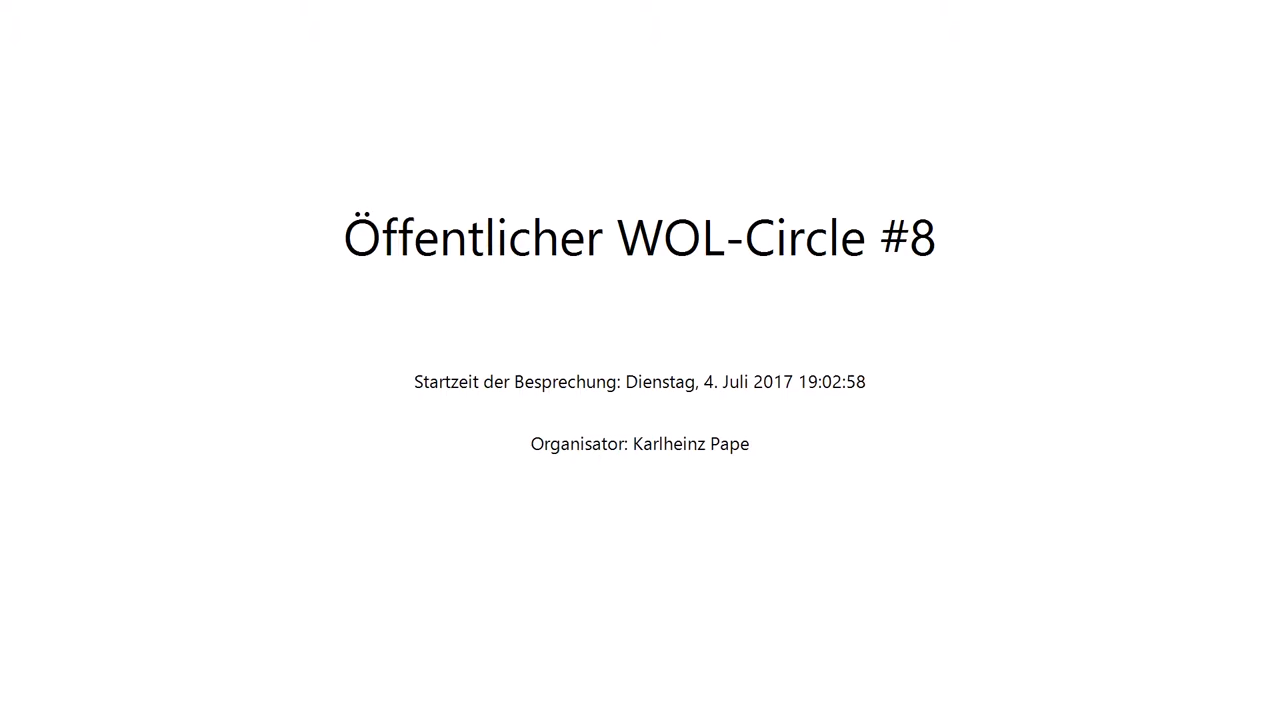 Öffentlicher WOL-Circle #8
Startzeit der Besprechung: Dienstag, 4. Juli 2017 19:02:58
Organisator: Karlheinz Pape